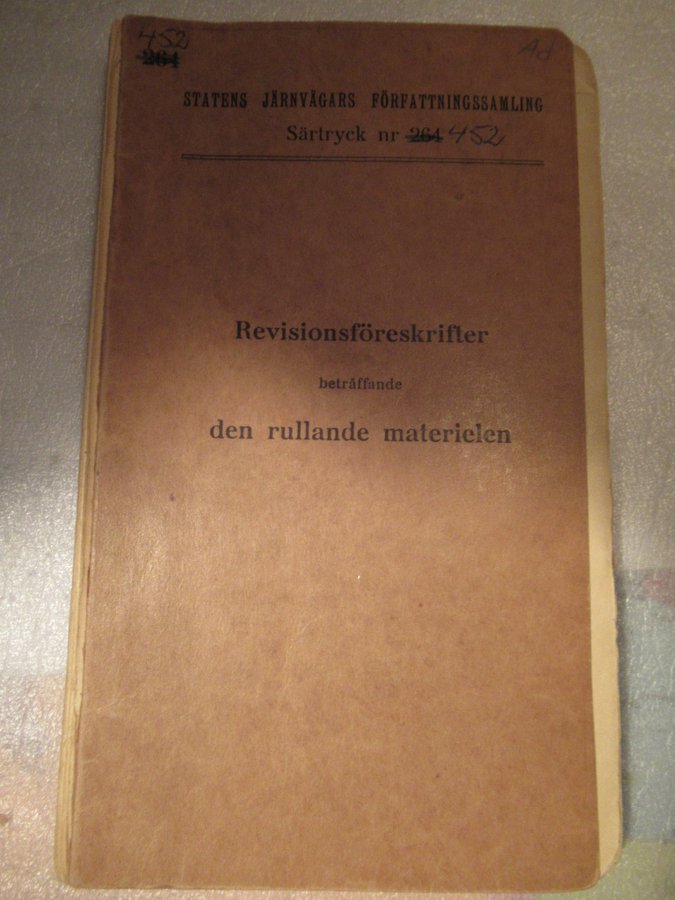 452
264
Ad
STATENS JÄRNVÄGARS FÖRFATTNINGSSAMLING
Särtryck nr 264 452
Revisionsföreskrifter
beträffande
den rullande materielen